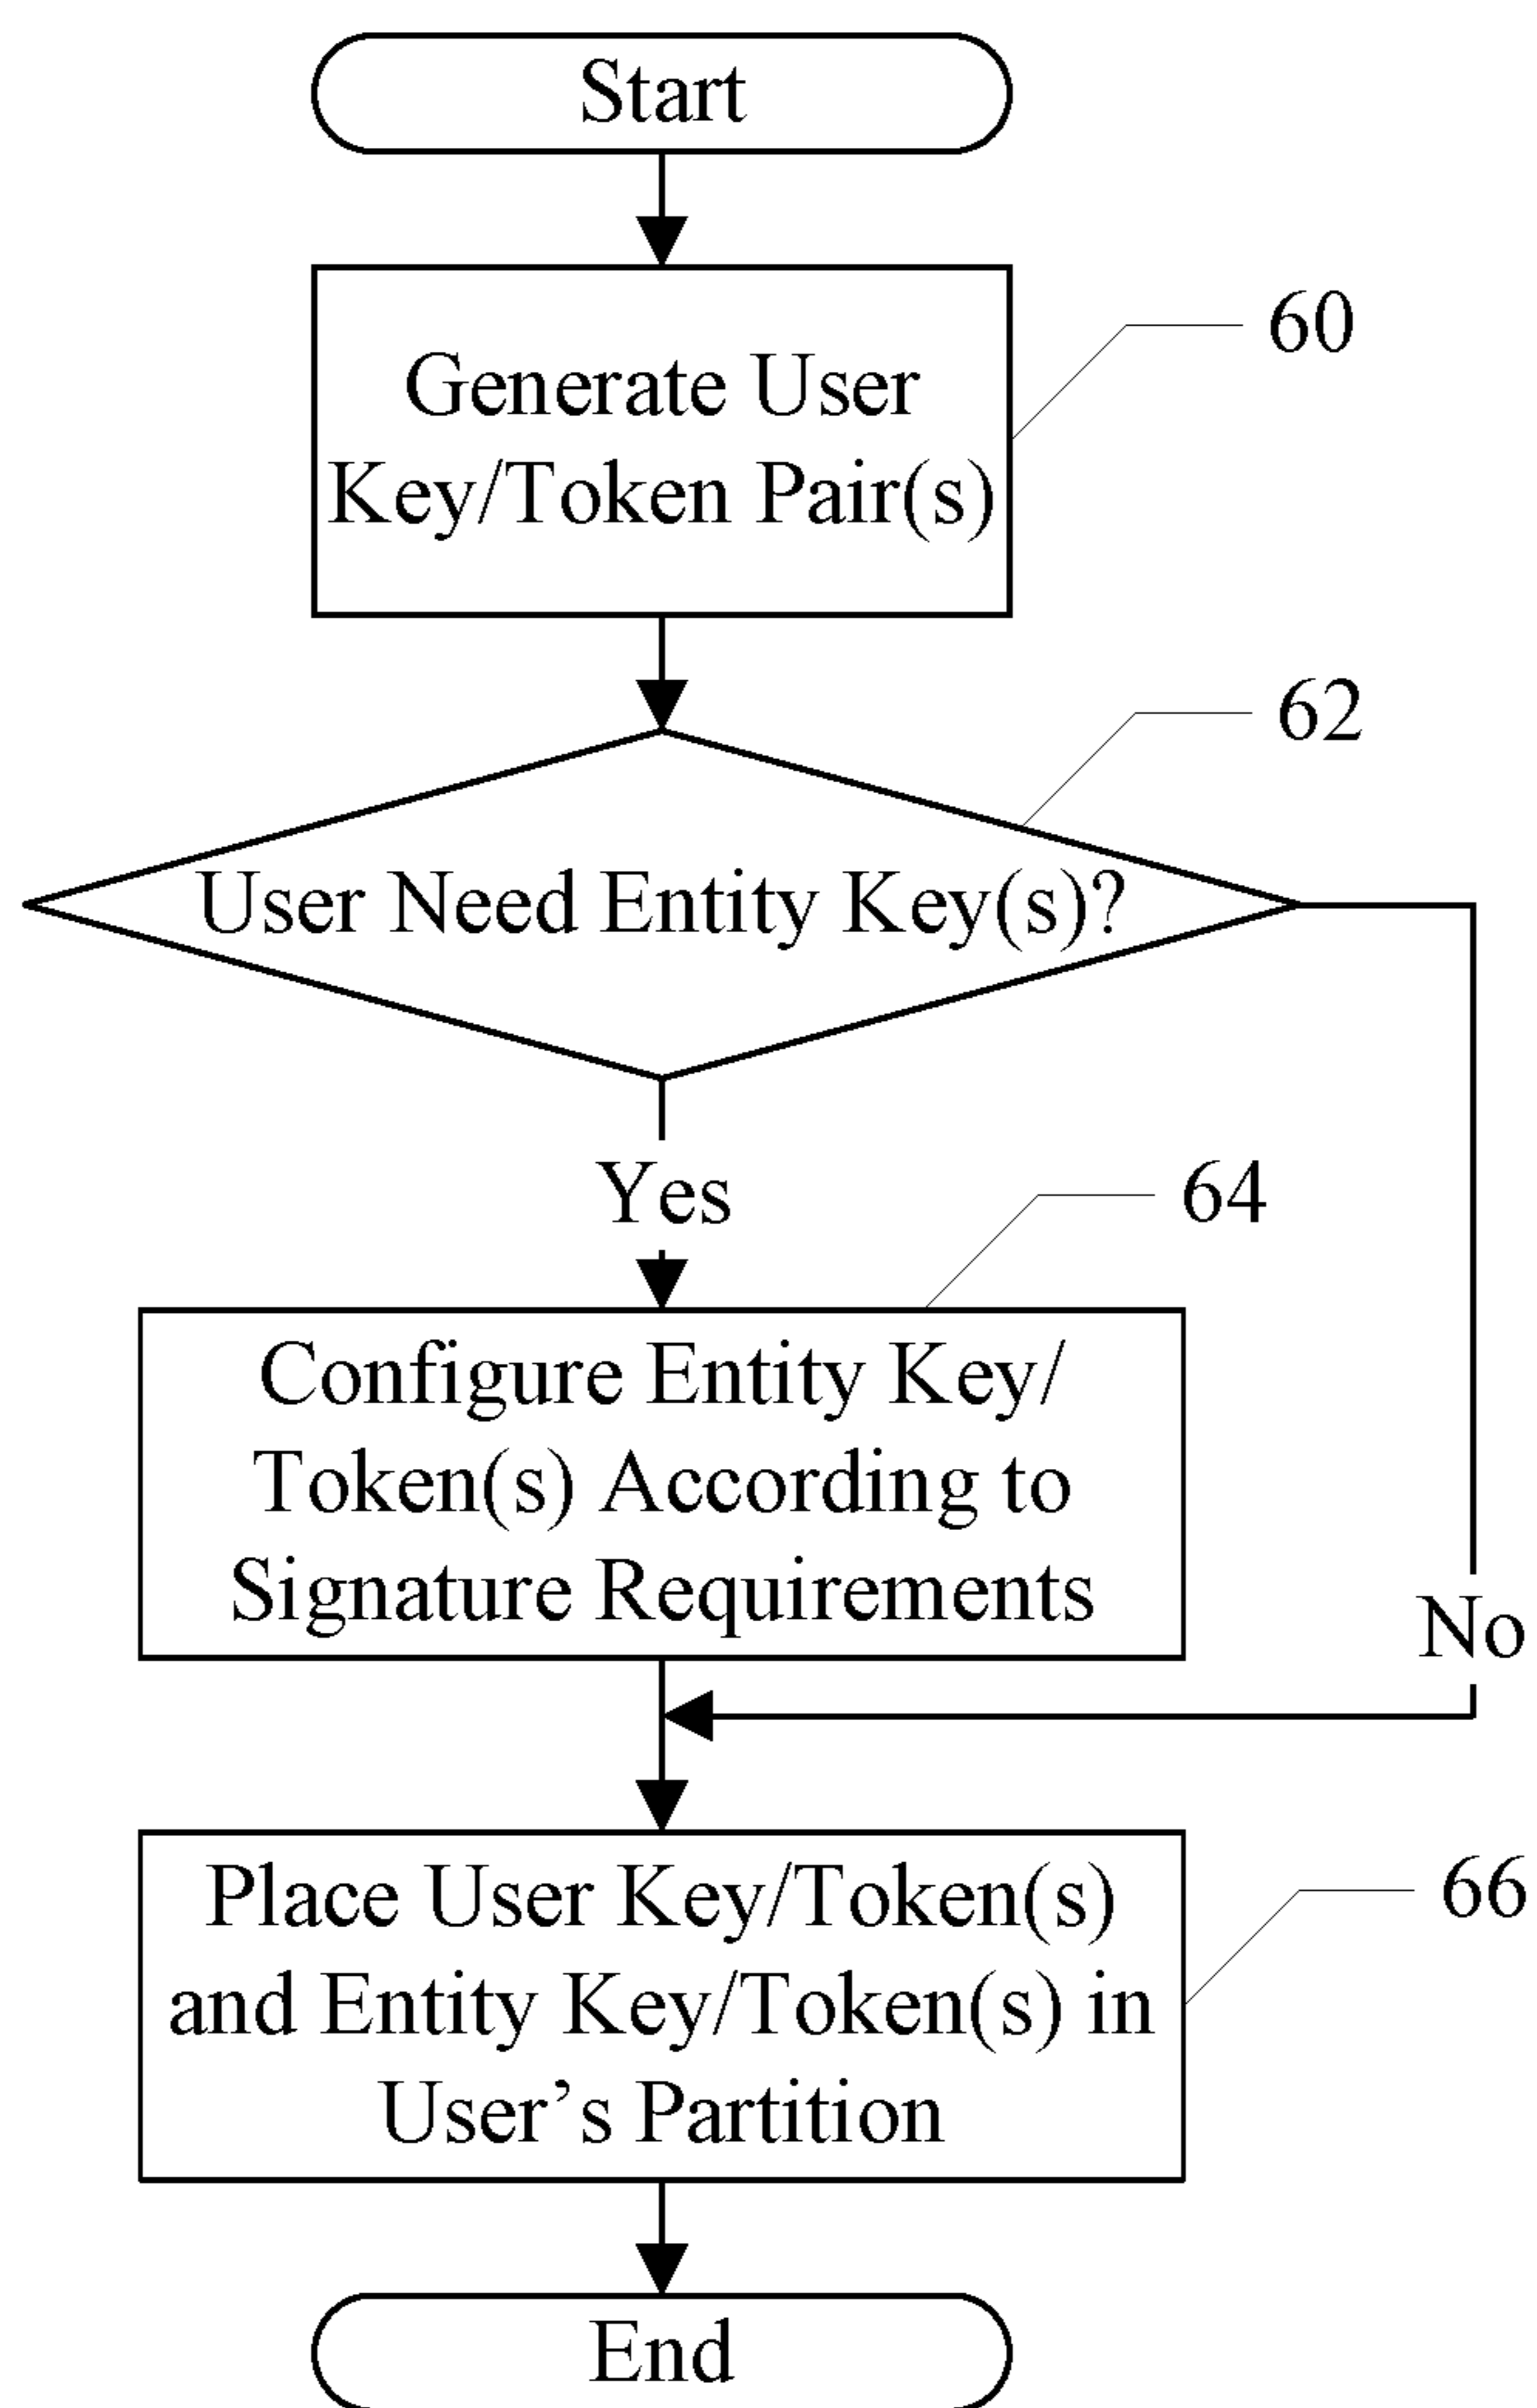 Start
Generate User
Key/Token Pair(s)
60
User Need Entity Key(s)?
62
Yes
Configure Entity Key/
Token(s) According to
Signature Requirements
64
No
Place User Key/Token(s)
and Entity Key/Token(s) in
User’s Partition
66
End